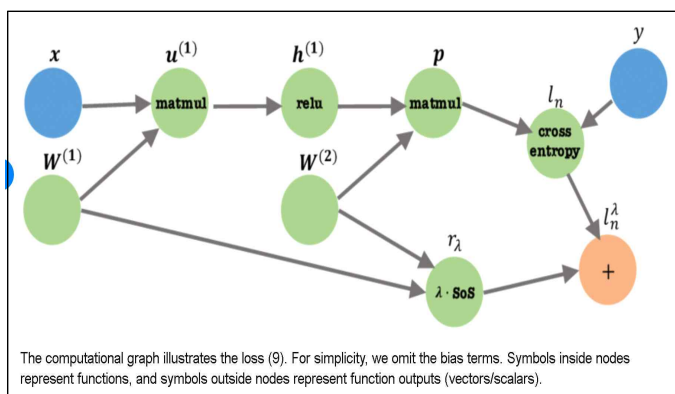 x
u⁽¹⁾
h⁽¹⁾
p
y
matmul
relu
matmul
lₙ
cross
entropy
W⁽¹⁾
W⁽²⁾
r_λ
lₙ^λ
λ · SoS
+
The computational graph illustrates the loss (9). For simplicity, we omit the bias terms. Symbols inside nodes
represent functions, and symbols outside nodes represent function outputs (vectors/scalars).